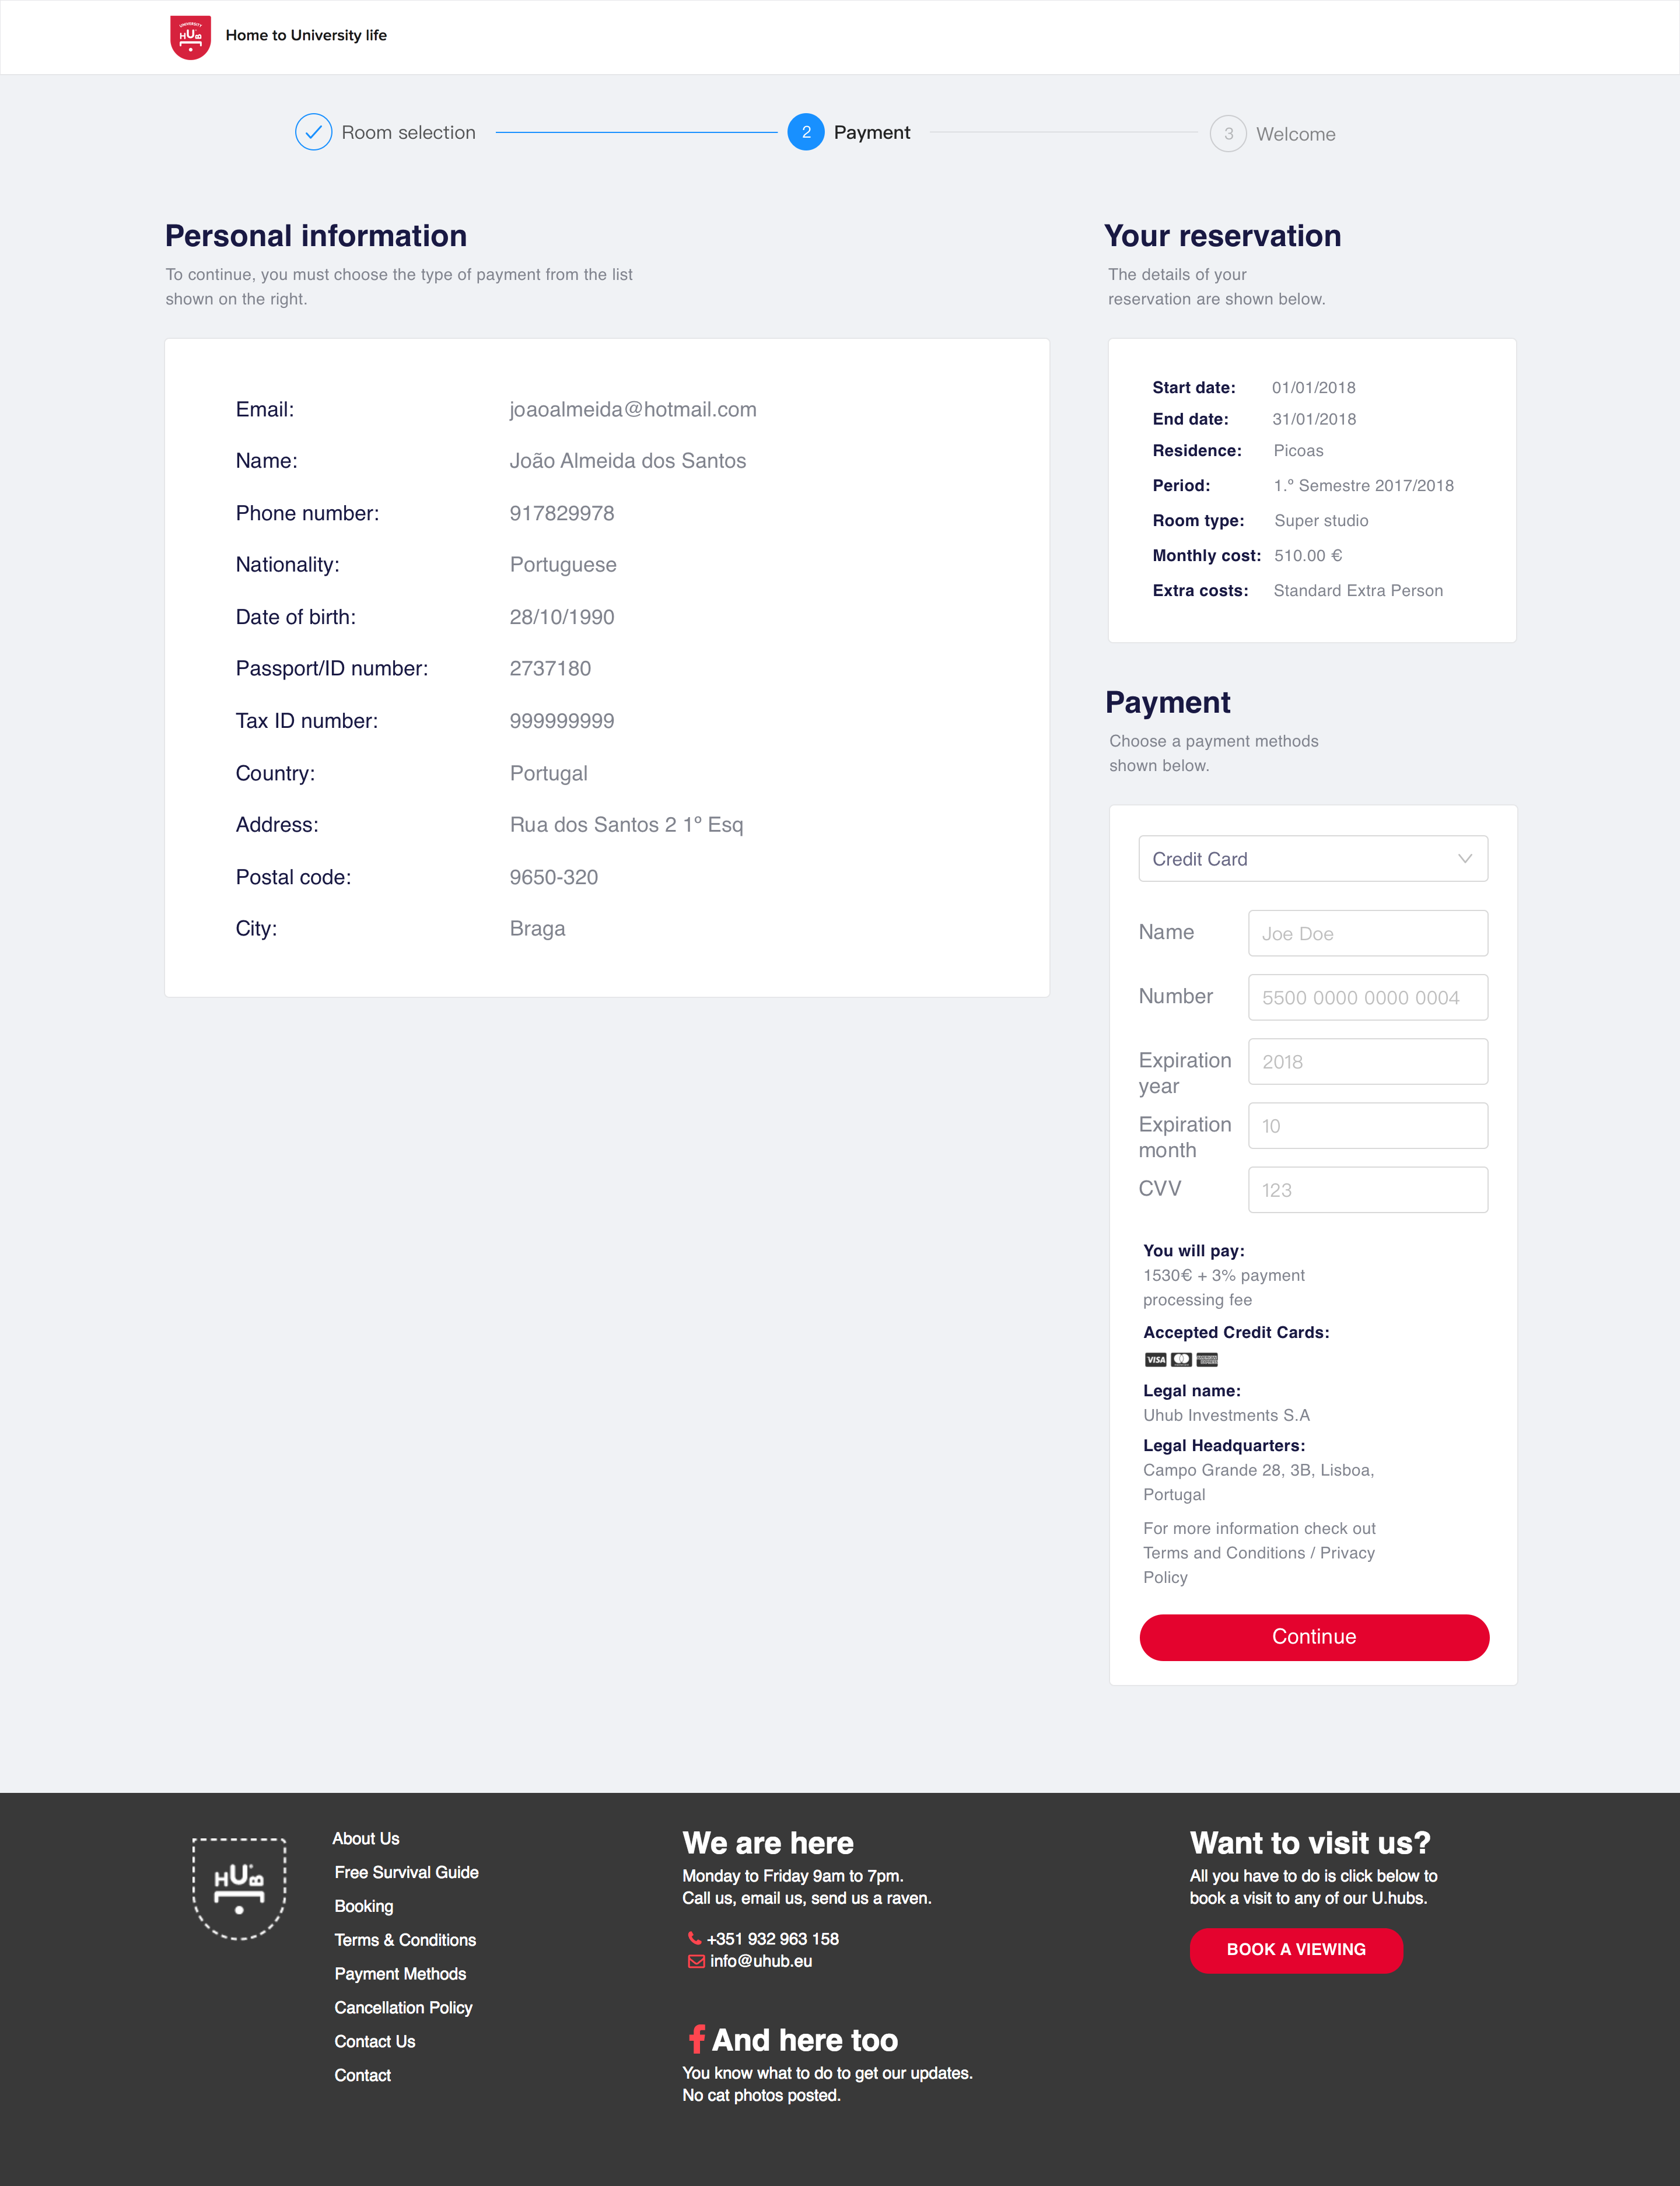 UNIVERSITY
HUB
Home to University life
Room selection
2
Payment
3
Welcome
Personal information
To continue, you must choose the type of payment from the list
shown on the right.
Email: joaoalmeida@hotmail.com
Name: João Almeida dos Santos
Phone number: 917829978
Nationality: Portuguese
Date of birth: 28/10/1990
Passport/ID number: 2737180
Tax ID number: 999999999
Country: Portugal
Address: Rua dos Santos 2 1º Esq
Postal code: 9650-320
City: Braga
Your reservation
The details of your
reservation are shown below.
Start date: 01/01/2018
End date: 31/01/2018
Residence: Picoas
Period: 1.º Semestre 2017/2018
Room type: Super studio
Monthly cost: 510.00 €
Extra costs: Standard Extra Person
Payment
Choose a payment methods
shown below.
Credit Card
Name Joe Doe
Number 5500 0000 0000 0004
Expiration
year
2018
Expiration
month
10
CVV 123
You will pay:
1530€ + 3% payment
processing fee
Accepted Credit Cards:
VISA
Legal name:
Uhub Investments S.A
Legal Headquarters:
Campo Grande 28, 3B, Lisboa,
Portugal
For more information check out
Terms and Conditions / Privacy
Policy
Continue
HUB
About Us
Free Survival Guide
Booking
Terms & Conditions
Payment Methods
Cancellation Policy
Contact Us
Contact
We are here
Monday to Friday 9am to 7pm.
Call us, email us, send us a raven.
+351 932 963 158
info@uhub.eu
f And here too
You know what to do to get our updates.
No cat photos posted.
Want to visit us?
All you have to do is click below to
book a visit to any of our U.hubs.
BOOK A VIEWING